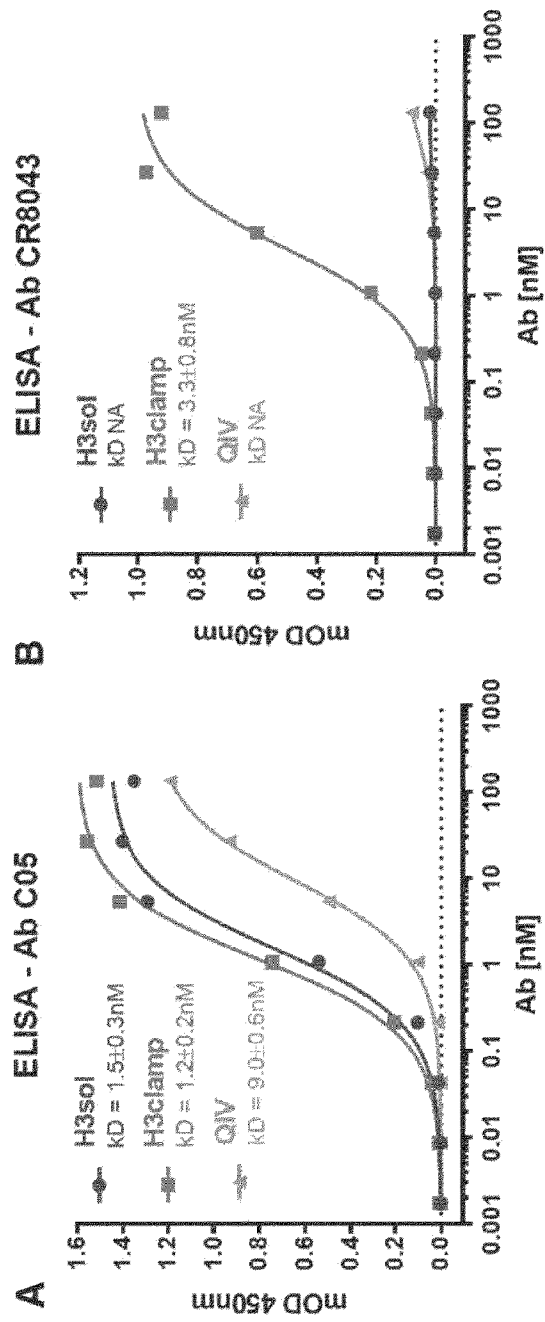 A
ELISA - Ab C05
mOD 450nm
1.6
1.4
1.2
1.0
0.8
0.6
0.4
0.2
0.0
H3sol
kD = 1.5±0.3nM
H3clamp
kD = 1.2±0.2nM
QIV
kD = 9.0±0.6nM
0.001 0.01 0.1 1 10 100 1000
Ab [nM]
B
ELISA - Ab CR8043
mOD 450nm
1.2
1.0
0.8
0.6
0.4
0.2
0.0
H3sol
kD NA
H3clamp
kD = 3.3±0.8nM
QIV
kD NA
0.001 0.01 0.1 1 10 100 1000
Ab [nM]